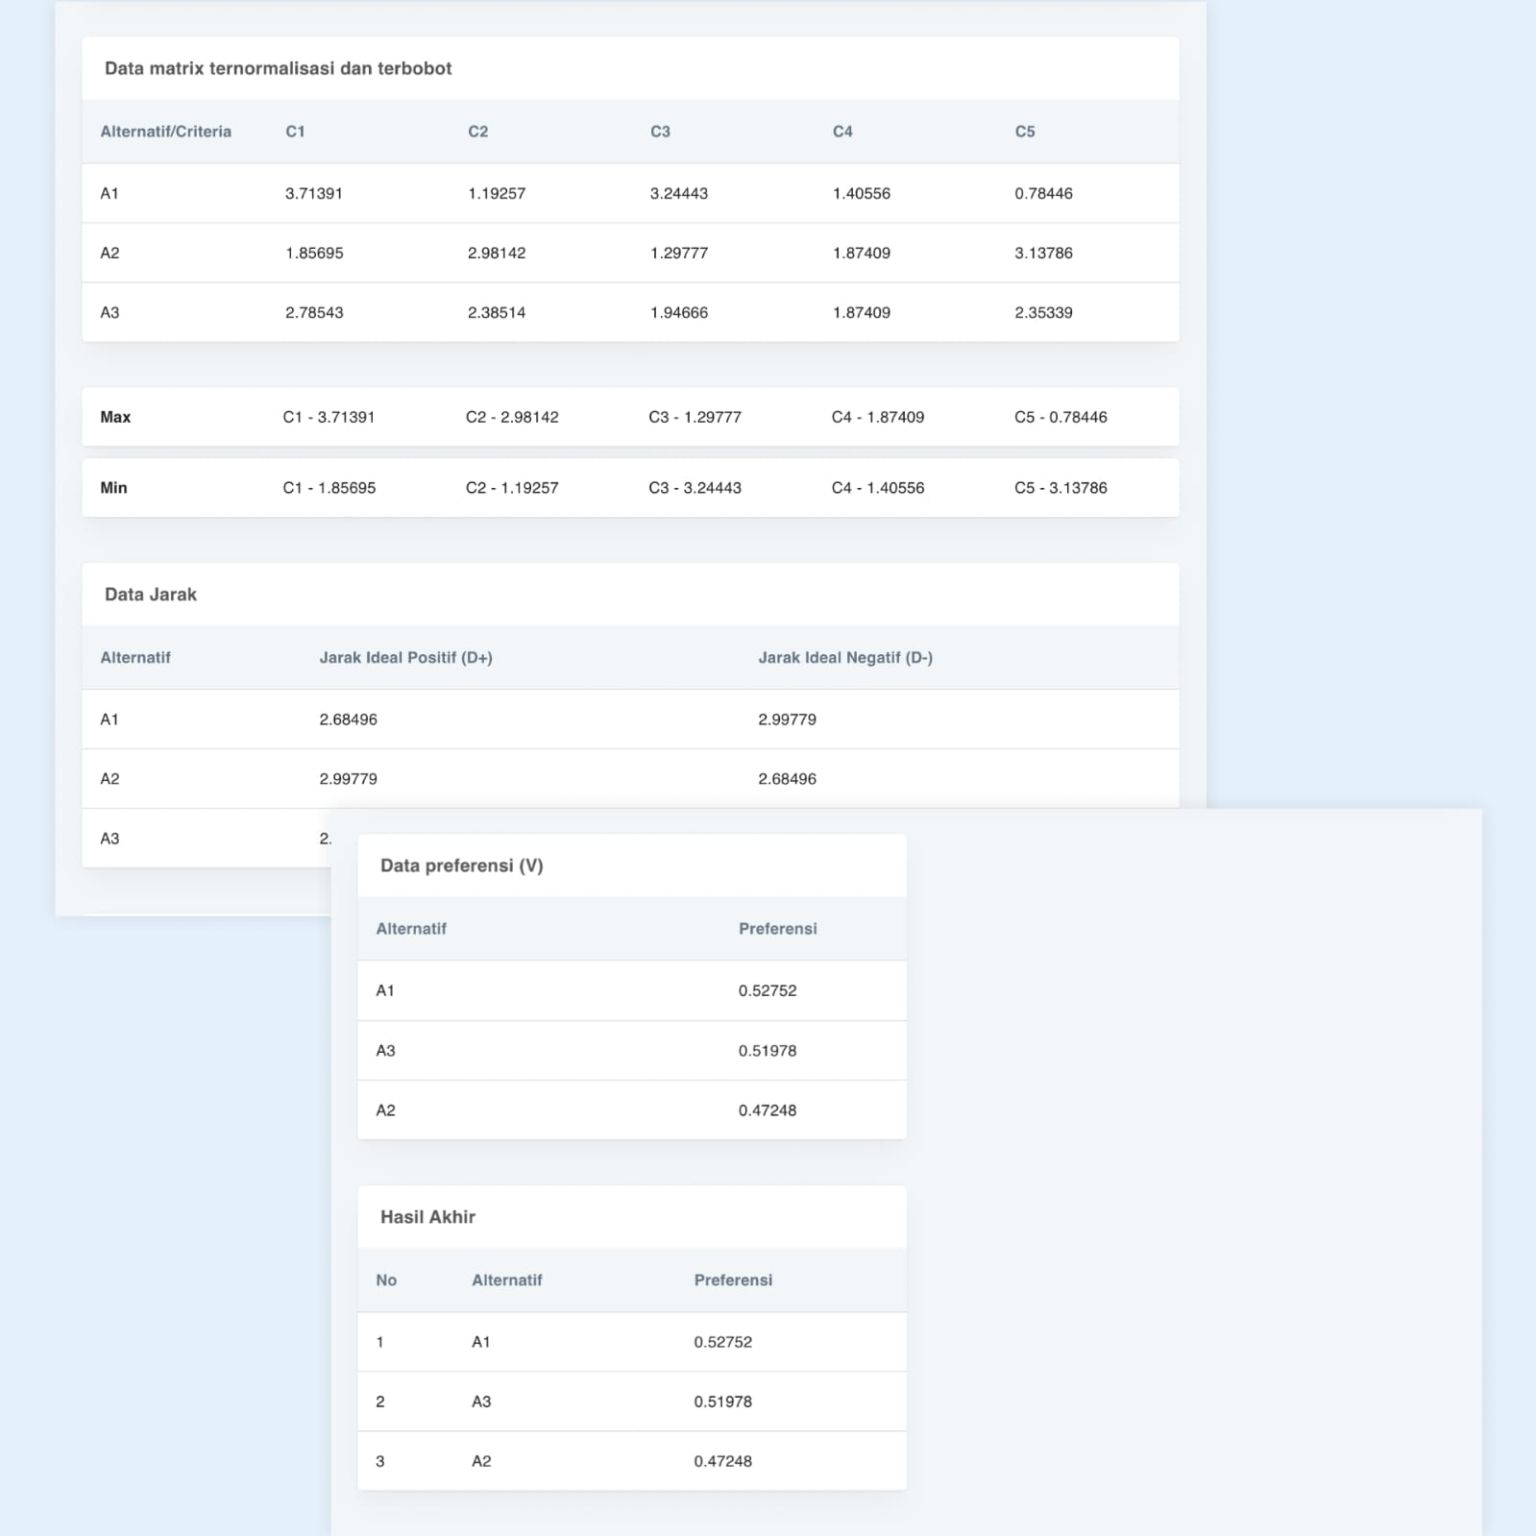 Data matrix ternormalisasi dan terbobot
Alternatif/Criteria C1 C2 C3 C4 C5
A1 3.71391 1.19257 3.24443 1.40556 0.78446
A2 1.85695 2.98142 1.29777 1.87409 3.13786
A3 2.78543 2.38514 1.94666 1.87409 2.35339
Max C1 - 3.71391 C2 - 2.98142 C3 - 1.29777 C4 - 1.87409 C5 - 0.78446
Min C1 - 1.85695 C2 - 1.19257 C3 - 3.24443 C4 - 1.40556 C5 - 3.13786
Data Jarak
Alternatif Jarak Ideal Positif (D+) Jarak Ideal Negatif (D-)
A1 2.68496 2.99779
A2 2.99779 2.68496
A3 2.
Data preferensi (V)
Alternatif Preferensi
A1 0.52752
A3 0.51978
A2 0.47248
Hasil Akhir
No Alternatif Preferensi
1 A1 0.52752
2 A3 0.51978
3 A2 0.47248